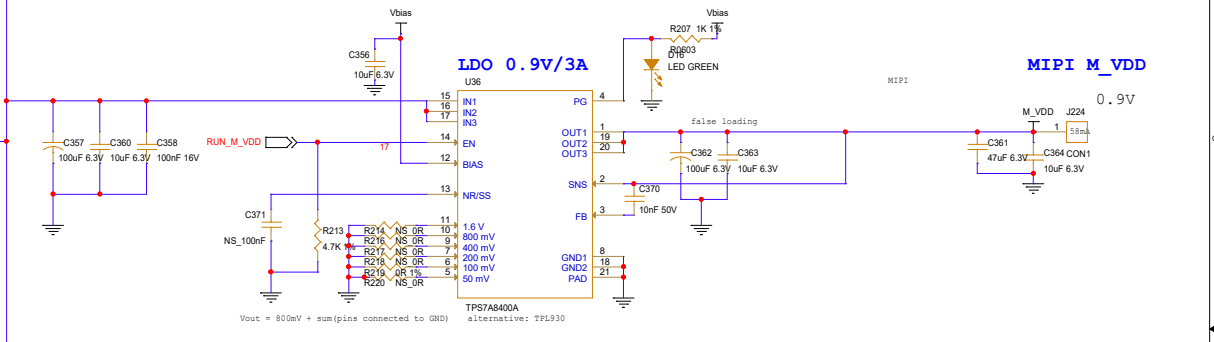 Vbias
Vbias
R207 1K 1%
R0603
C356
10uF 6.3V
LDO 0.9V/3A
D16
LED GREEN
MIPI
MIPI M_VDD
0.9V
U36
15 IN1
16 IN2
17 IN3
PG 4
C357
100uF 6.3V
C360
10uF 6.3V
C358
100nF 16V
RUN_M_VDD
14 EN
17
12 BIAS
OUT1 1
OUT2 19
OUT3 20
false loading
M_VDD
J224
1
58mA
CON1
C362
100uF 6.3V
C363
10uF 6.3V
C361
47uF 6.3V
C364
10uF 6.3V
13 NR/SS
SNS 2
C370
10nF 50V
FB 3
C371
NS_100nF
R213
4.7K 1%
11 1.6 V
10 800 mV
9 400 mV
7 200 mV
6 100 mV
5 50 mV
R214 NS_0R
R216 NS_0R
R217 NS_0R
R218 NS_0R
R219 0R 1%
R220 NS_0R
GND1 8
GND2 18
PAD 21
TPS7A8400A
Vout = 800mV + sum(pins connected to GND)
alternative: TPL930